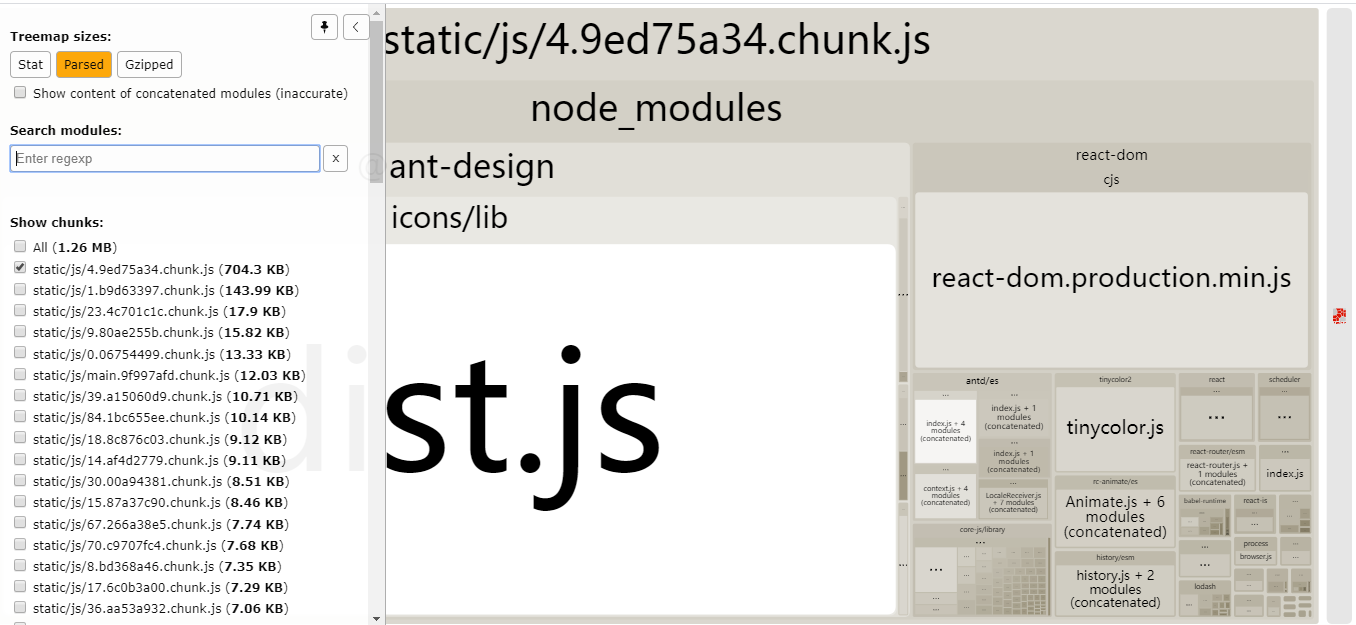 Treemap sizes:
Stat
Parsed
Gzipped
Show content of concatenated modules (inaccurate)
Search modules:
Enter regexp
x
Show chunks:
All (1.26 MB)
static/js/4.9ed75a34.chunk.js (704.3 KB)
static/js/1.b9d63397.chunk.js (143.99 KB)
static/js/23.4c701c1c.chunk.js (17.9 KB)
static/js/9.80ae255b.chunk.js (15.82 KB)
static/js/0.06754499.chunk.js (13.33 KB)
static/js/main.9f997afd.chunk.js (12.03 KB)
static/js/39.a15060d9.chunk.js (10.71 KB)
static/js/84.1bc655ee.chunk.js (10.14 KB)
static/js/18.8c876c03.chunk.js (9.12 KB)
static/js/14.af4d2779.chunk.js (9.11 KB)
static/js/30.00a94381.chunk.js (8.51 KB)
static/js/15.87a37c90.chunk.js (8.46 KB)
static/js/67.266a38e5.chunk.js (7.74 KB)
static/js/70.c9707fc4.chunk.js (7.68 KB)
static/js/8.bd368a46.chunk.js (7.35 KB)
static/js/17.6c0b3a00.chunk.js (7.29 KB)
static/js/36.aa53a932.chunk.js (7.06 KB)
static/js/4.9ed75a34.chunk.js
node_modules
@ant-design
icons/lib
dist.js
react-dom
cjs
react-dom.production.min.js
antd/es
...
index.js + 4
modules
(concatenated)
...
index.js + 1
modules
(concatenated)
...
index.js + 1
modules
(concatenated)
...
context.js + 4
modules
(concatenated)
...
LocaleReceiver.js
+ 7 modules
(concatenated)
core-js/library
...
...
tinycolor2
tinycolor.js
rc-animate/es
Animate.js + 6
modules
(concatenated)
history/esm
history.js + 2
modules
(concatenated)
react
...
...
scheduler
...
...
react-router/esm
react-router.js +
1 modules
(concatenated)
...
index.js
babel-runtime
react-is
...
...
process
browser.js
...
...
lodash
...